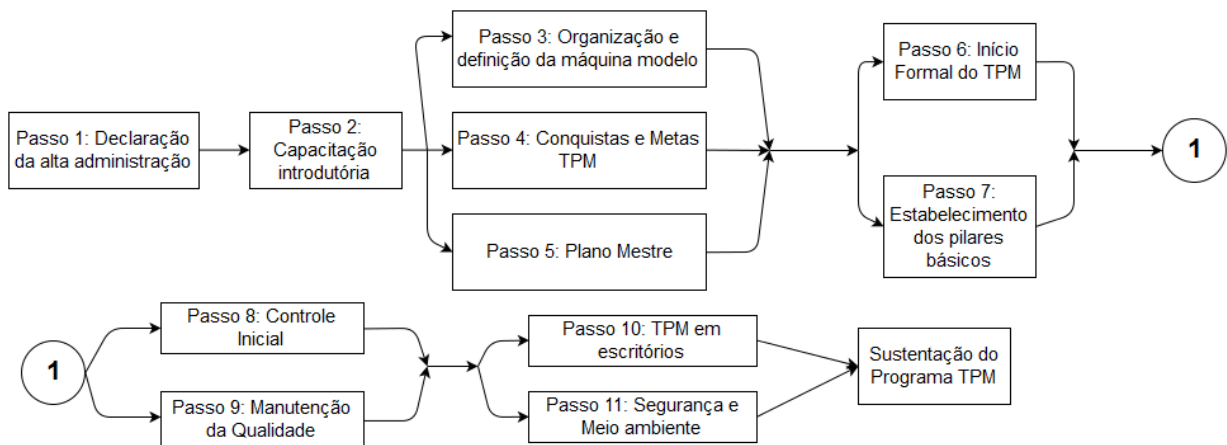 Passo 1: Declaração
da alta administração
Passo 2:
Capacitação
introdutória
Passo 3: Organização e
definição da máquina modelo
Passo 4: Conquistas e Metas
TPM
Passo 5: Plano Mestre
Passo 6: Início
Formal do TPM
Passo 7:
Estabelecimento
dos pilares
básicos
1
1
Passo 8: Controle
Inicial
Passo 9: Manutenção
da Qualidade
Passo 10: TPM em
escritórios
Passo 11: Segurança e
Meio ambiente
Sustentação do
Programa TPM